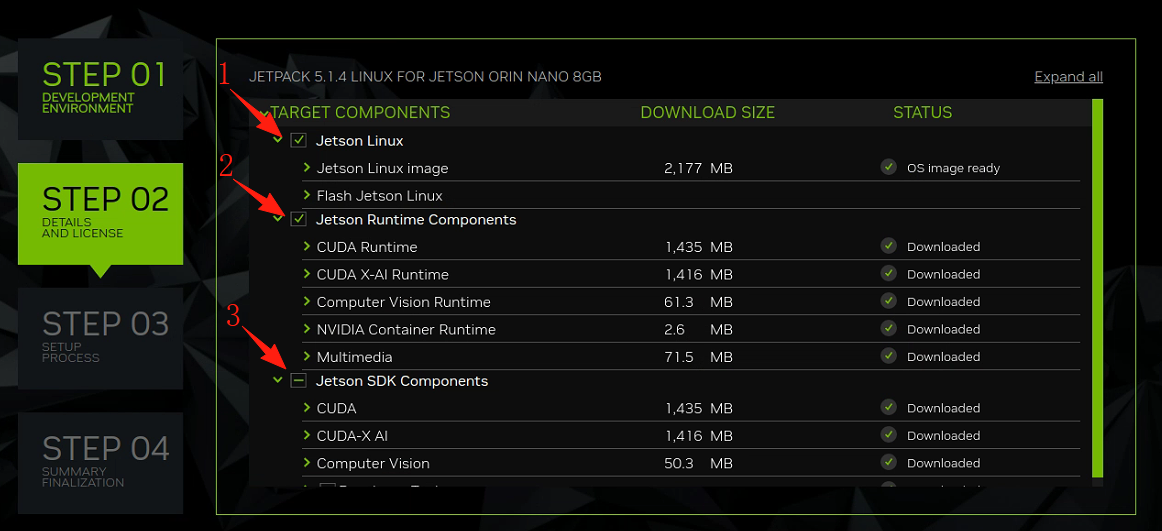 STEP 01
DEVELOPMENT
ENVIRONMENT
STEP 02
DETAILS
AND LICENSE
STEP 03
SETUP
PROCESS
STEP 04
SUMMARY
FINALIZATION
1
JETPACK 5.1.4 LINUX FOR JETSON ORIN NANO 8GB
Expand all
TARGET COMPONENTS DOWNLOAD SIZE STATUS
Jetson Linux
2
Jetson Linux image 2,177 MB OS image ready
Flash Jetson Linux
Jetson Runtime Components
CUDA Runtime 1,435 MB Downloaded
CUDA X-AI Runtime 1,416 MB Downloaded
Computer Vision Runtime 61.3 MB Downloaded
3
NVIDIA Container Runtime 2.6 MB Downloaded
Multimedia 71.5 MB Downloaded
Jetson SDK Components
CUDA 1,435 MB Downloaded
CUDA-X AI 1,416 MB Downloaded
Computer Vision 50.3 MB Downloaded